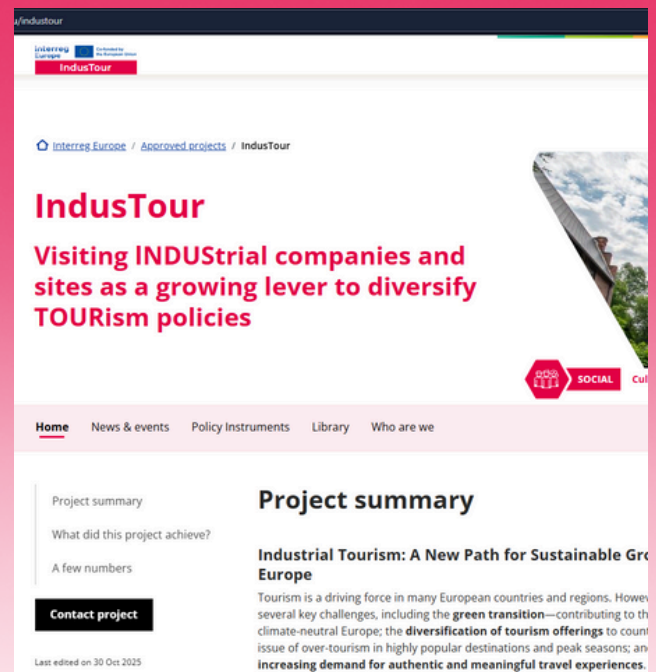 u/industour
Interreg
Europe
Co-funded by
the European Union
IndusTour
Interreg Europe / Approved projects / IndusTour
IndusTour
Visiting INDUStrial companies and
sites as a growing lever to diversify
TOURism policies
SOCIAL Cul
Home News & events Policy Instruments Library Who are we
Project summary
What did this project achieve?
A few numbers
Contact project
Last edited on 30 Oct 2025
Project summary
Industrial Tourism: A New Path for Sustainable Gro
Europe
Tourism is a driving force in many European countries and regions. Howev
several key challenges, including the green transition—contributing to th
climate-neutral Europe; the diversification of tourism offerings to count
issue of over-tourism in highly popular destinations and peak seasons; an
increasing demand for authentic and meaningful travel experiences.